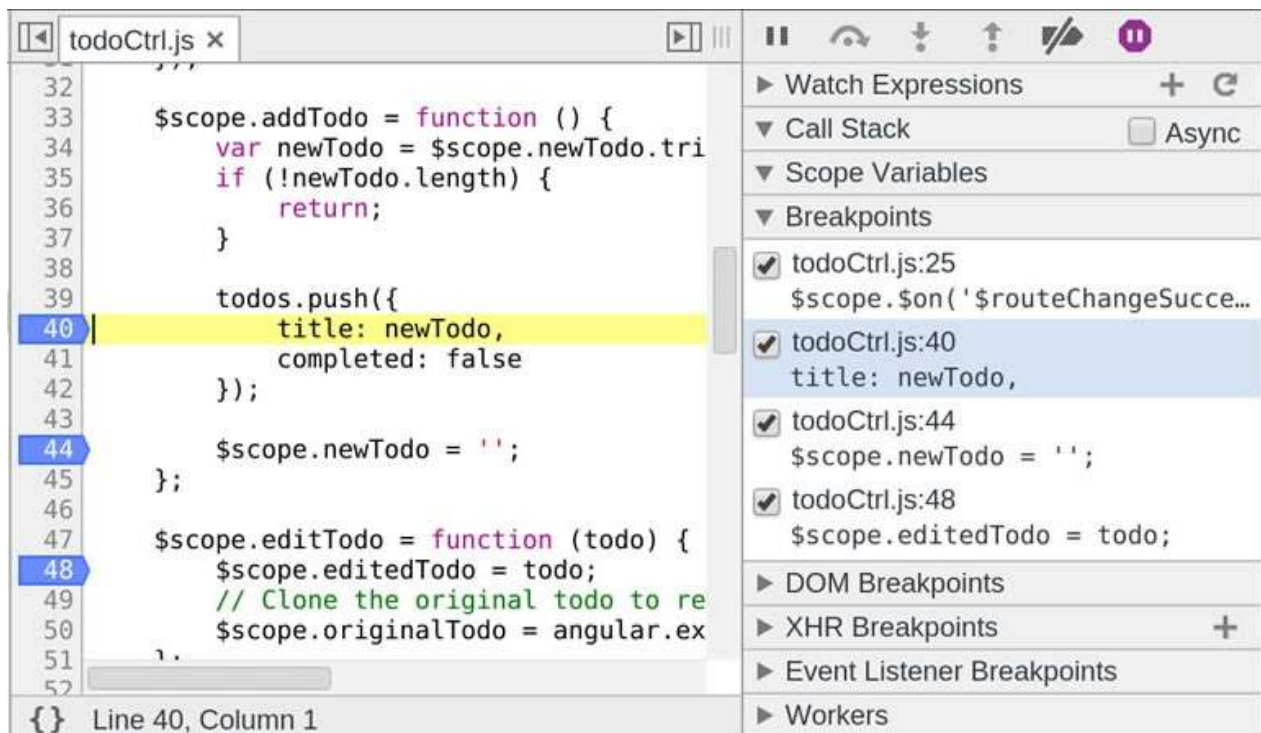 todoCtrl.js ×
32
33 $scope.addTodo = function () {
34 var newTodo = $scope.newTodo.tri
35 if (!newTodo.length) {
36 return;
37 }
38
39 todos.push({
40 title: newTodo,
41 completed: false
42 });
43
44 $scope.newTodo = '';
45 };
46
47 $scope.editTodo = function (todo) {
48 $scope.editedTodo = todo;
49 // Clone the original todo to re
50 $scope.originalTodo = angular.ex
51 };
52
{} Line 40, Column 1
Watch Expressions
Call Stack Async
Scope Variables
Breakpoints
todoCtrl.js:25
$scope.$on('$routeChangeSucce…
todoCtrl.js:40
title: newTodo,
todoCtrl.js:44
$scope.newTodo = '';
todoCtrl.js:48
$scope.editedTodo = todo;
DOM Breakpoints
XHR Breakpoints
Event Listener Breakpoints
Workers